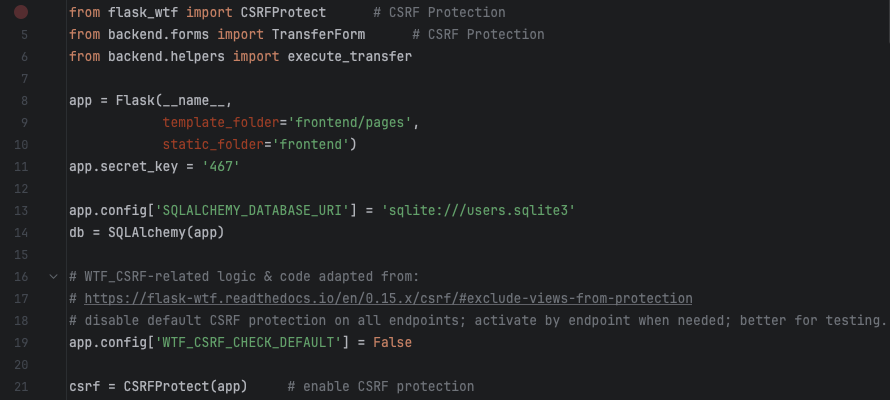 from flask_wtf import CSRFProtect      # CSRF Protection
5 from backend.forms import TransferForm      # CSRF Protection
6 from backend.helpers import execute_transfer
7
8 app = Flask(__name__,
9             template_folder='frontend/pages',
10             static_folder='frontend')
11 app.secret_key = '467'
12
13 app.config['SQLALCHEMY_DATABASE_URI'] = 'sqlite:///users.sqlite3'
14 db = SQLAlchemy(app)
15
16 # WTF_CSRF-related logic & code adapted from:
17 # https://flask-wtf.readthedocs.io/en/0.15.x/csrf/#exclude-views-from-protection
18 # disable default CSRF protection on all endpoints; activate by endpoint when needed; better for testing.
19 app.config['WTF_CSRF_CHECK_DEFAULT'] = False
20
21 csrf = CSRFProtect(app)     # enable CSRF protection